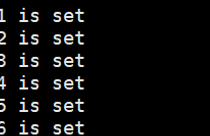 1 is set
2 is set
3 is set
4 is set
5 is set
6 is set